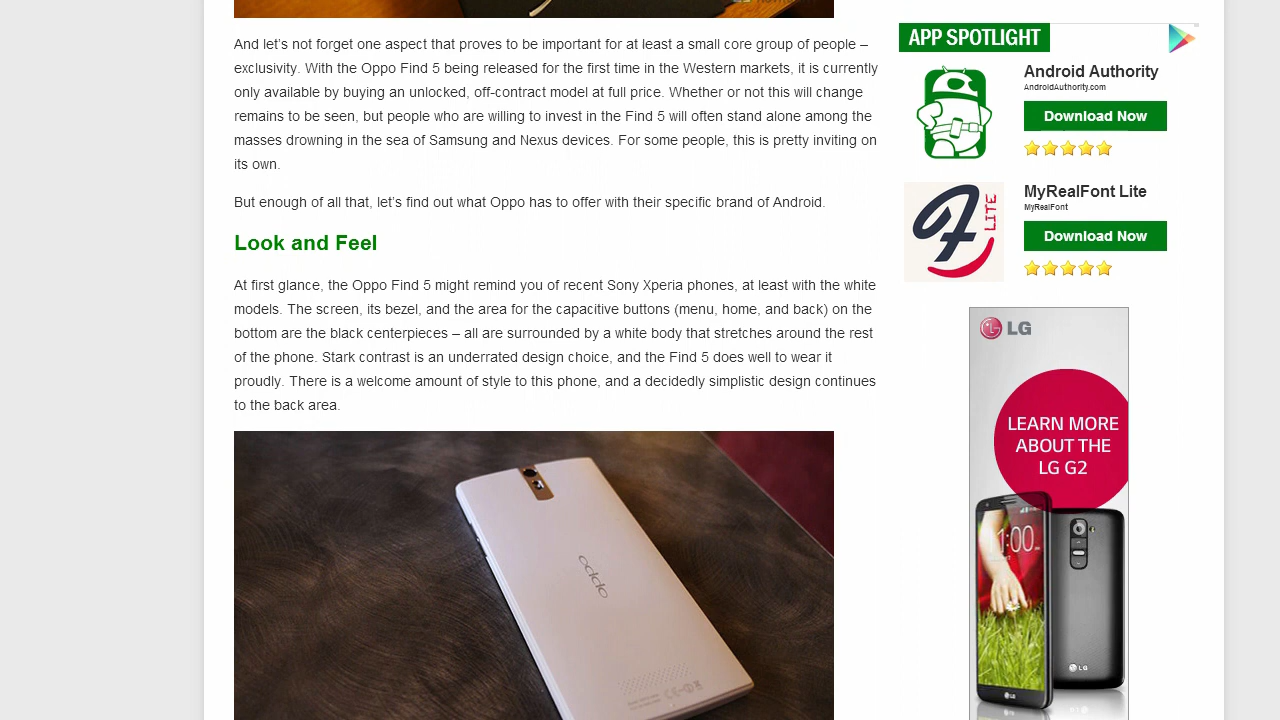 And let's not forget one aspect that proves to be important for at least a small core group of people –
exclusivity. With the Oppo Find 5 being released for the first time in the Western markets, it is currently
only available by buying an unlocked, off-contract model at full price. Whether or not this will change
remains to be seen, but people who are willing to invest in the Find 5 will often stand alone among the
masses drowning in the sea of Samsung and Nexus devices. For some people, this is pretty inviting on
its own.
But enough of all that, let's find out what Oppo has to offer with their specific brand of Android.
Look and Feel
At first glance, the Oppo Find 5 might remind you of recent Sony Xperia phones, at least with the white
models. The screen, its bezel, and the area for the capacitive buttons (menu, home, and back) on the
bottom are the black centerpieces – all are surrounded by a white body that stretches around the rest
of the phone. Stark contrast is an underrated design choice, and the Find 5 does well to wear it
proudly. There is a welcome amount of style to this phone, and a decidedly simplistic design continues
to the back area.
oppo
APP SPOTLIGHT
Android Authority
AndroidAuthority.com
Download Now
LITE
MyRealFont Lite
MyRealFont
Download Now
LG
LEARN MORE
ABOUT THE
LG G2
1:00
LG
LG